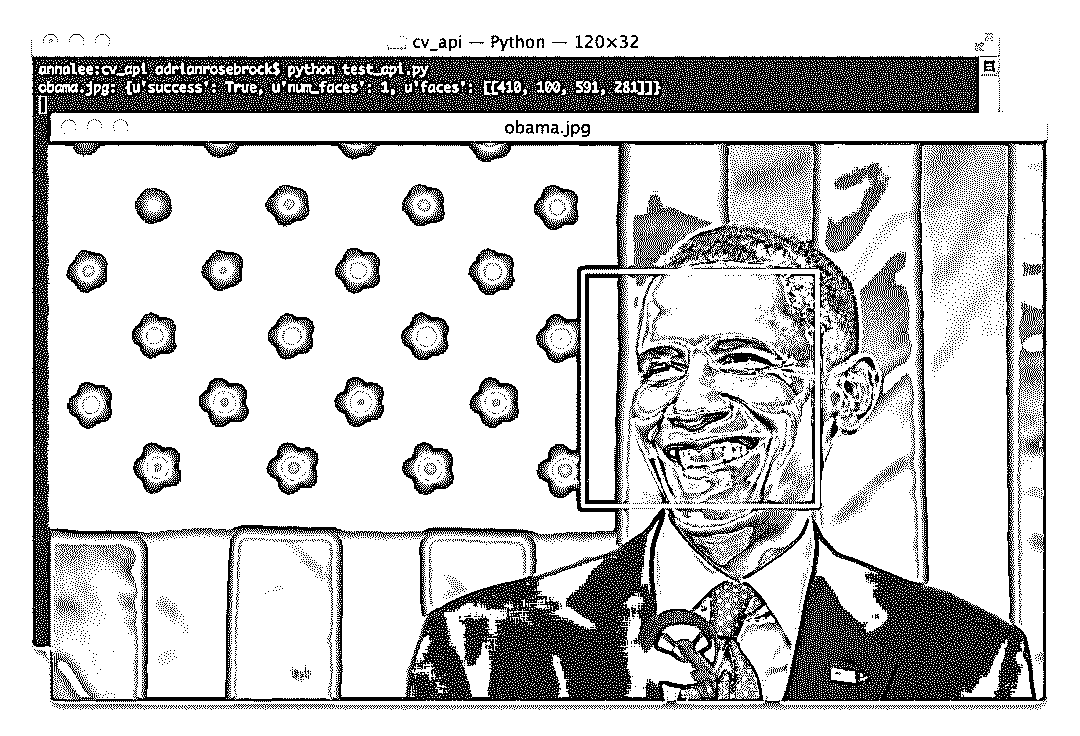 cv_api — Python — 120×32
annalee:cv_api adrianrosebrock$ python test_api.py
obama.jpg: {u'success': True, u'num_faces': 1, u'faces': [[410, 100, 591, 281]]}
obama.jpg